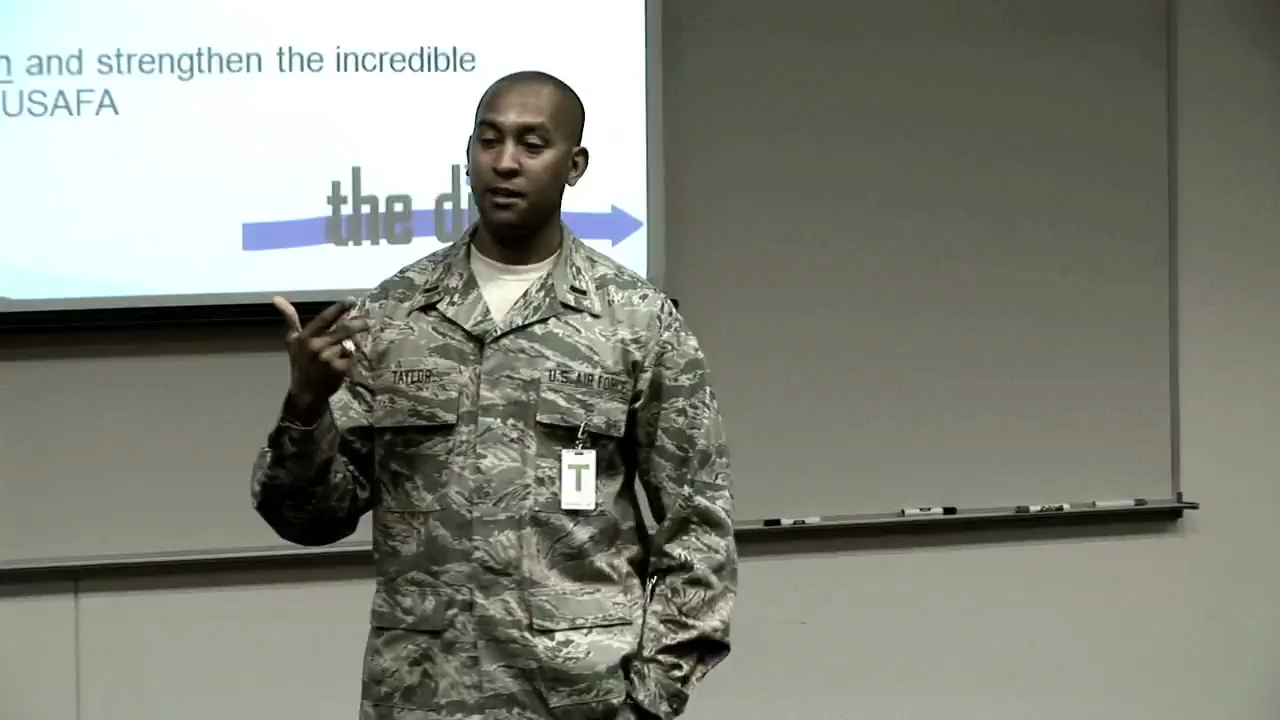 and strengthen the incredible
USAFA
the
TAYLOR
U.S. AIR FORCE
T